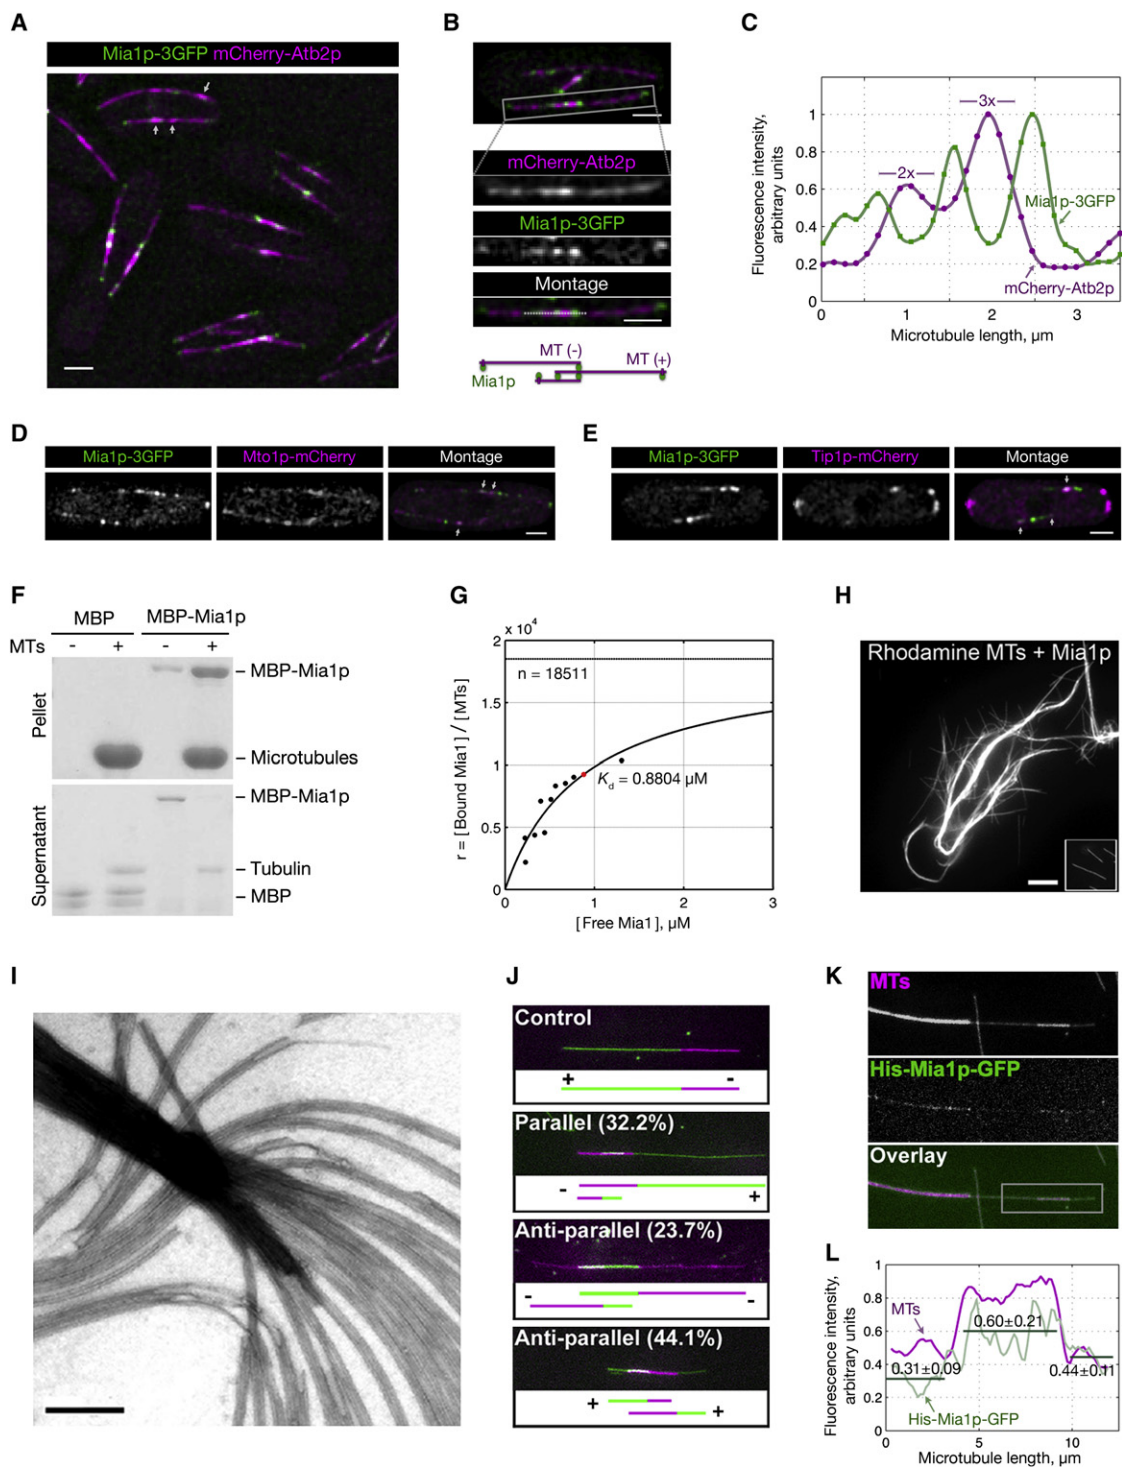 A
Mia1p-3GFP mCherry-Atb2p
B
mCherry-Atb2p
Mia1p-3GFP
Montage
MT (-)
MT (+)
Mia1p
C
Fluorescence intensity,
arbitrary units
1
0.8
0.6
0.4
0.2
0
0 1 2 3
3x
2x
Mia1p-3GFP
mCherry-Atb2p
Microtubule length, µm
D
Mia1p-3GFP Mto1p-mCherry Montage
E
Mia1p-3GFP Tip1p-mCherry Montage
F
MBP MBP-Mia1p
MTs - + - +
Pellet
MBP-Mia1p
Microtubules
Supernatant
MBP-Mia1p
Tubulin
MBP
G
x 10⁴
2
1.5
1
0.5
0
r = [Bound Mia1] / [MTs]
n = 18511
Kd = 0.8804 µM
0 1 2 3
[Free Mia1], µM
H
Rhodamine MTs + Mia1p
I
J
Control
+ -
Parallel (32.2%)
- +
Anti-parallel (23.7%)
- -
Anti-parallel (44.1%)
+ +
K
MTs
His-Mia1p-GFP
Overlay
L
Fluorescence intensity,
arbitrary units
1
0.8
0.6
0.4
0.2
0
MTs
0.60±0.21
0.31±0.09
0.44±0.11
His-Mia1p-GFP
0 5 10
Microtubule length, µm